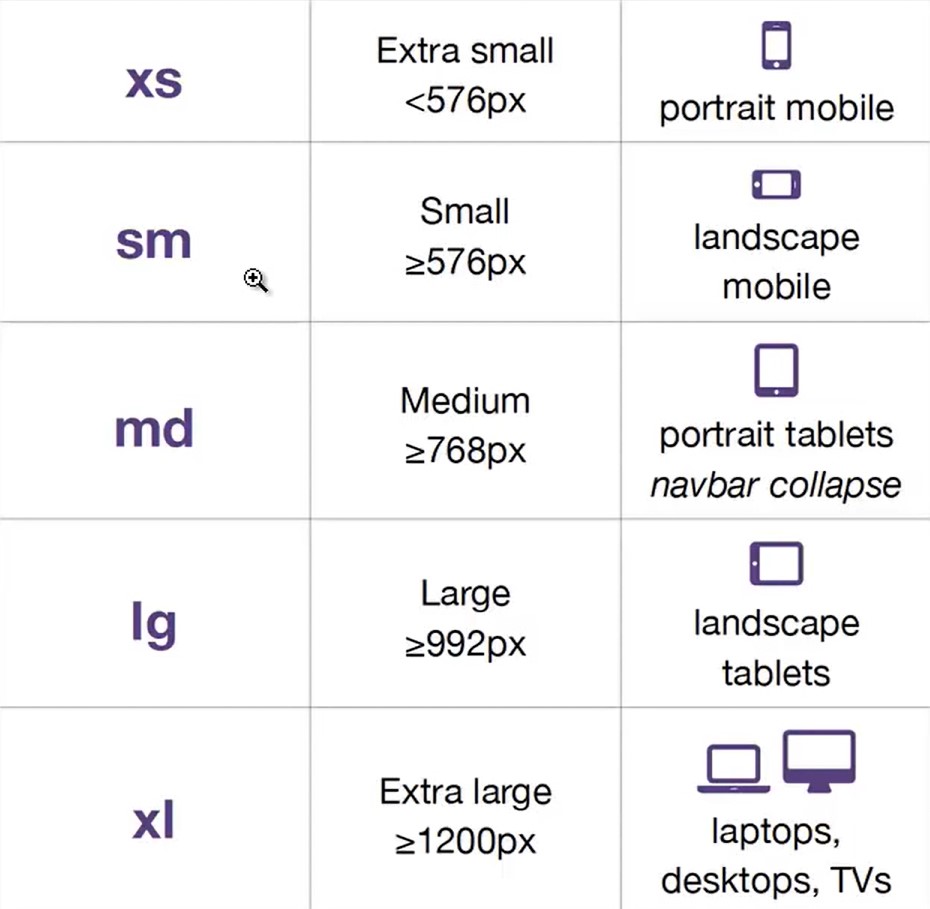 xs
Extra small
<576px
portrait mobile
sm
Small
≥576px
landscape
mobile
md
Medium
≥768px
portrait tablets
navbar collapse
lg
Large
≥992px
landscape
tablets
xl
Extra large
≥1200px
laptops,
desktops, TVs